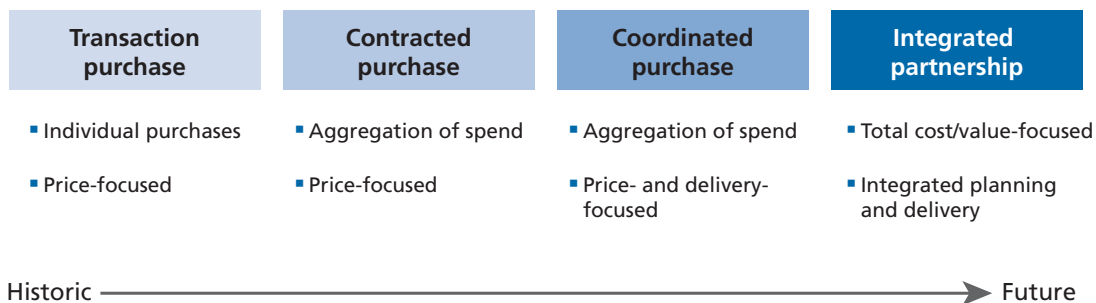 Transaction
purchase
Contracted
purchase
Coordinated
purchase
Integrated
partnership
▪ Individual purchases
▪ Price-focused
▪ Aggregation of spend
▪ Price-focused
▪ Aggregation of spend
▪ Price- and delivery-
focused
▪ Total cost/value-focused
▪ Integrated planning
and delivery
Historic
Future